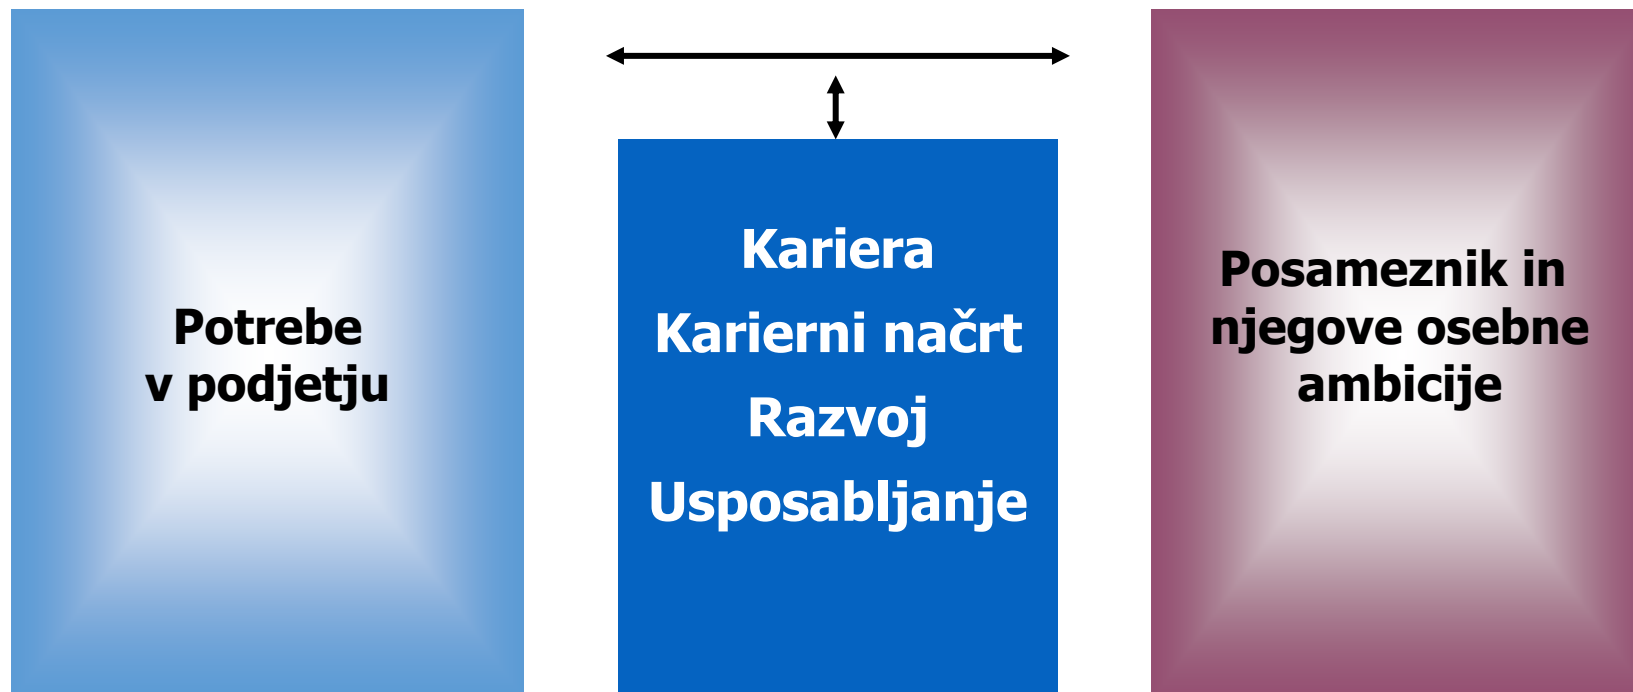 Potrebe
v podjetju
Kariera
Karierni načrt
Razvoj
Usposabljanje
Posameznik in
njegove osebne
ambicije